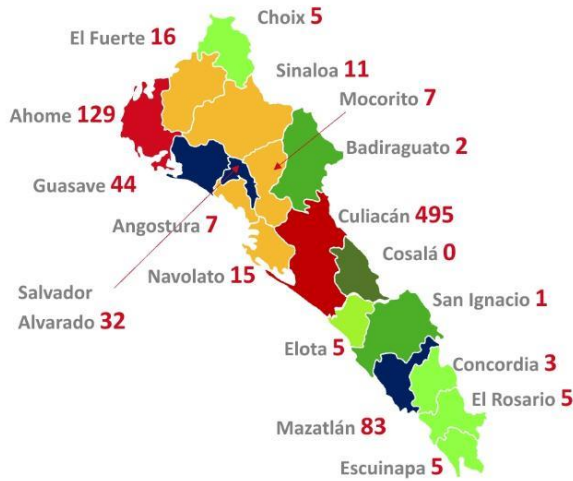 Choix 5
El Fuerte 16
Sinaloa 11
Mocorito 7
Ahome 129
Badiraguato 2
Guasave 44
Culiacán 495
Angostura 7
Cosalá 0
Navolato 15
Salvador
Alvarado 32
San Ignacio 1
Elota 5
Concordia 3
El Rosario 5
Mazatlán 83
Escuinapa 5